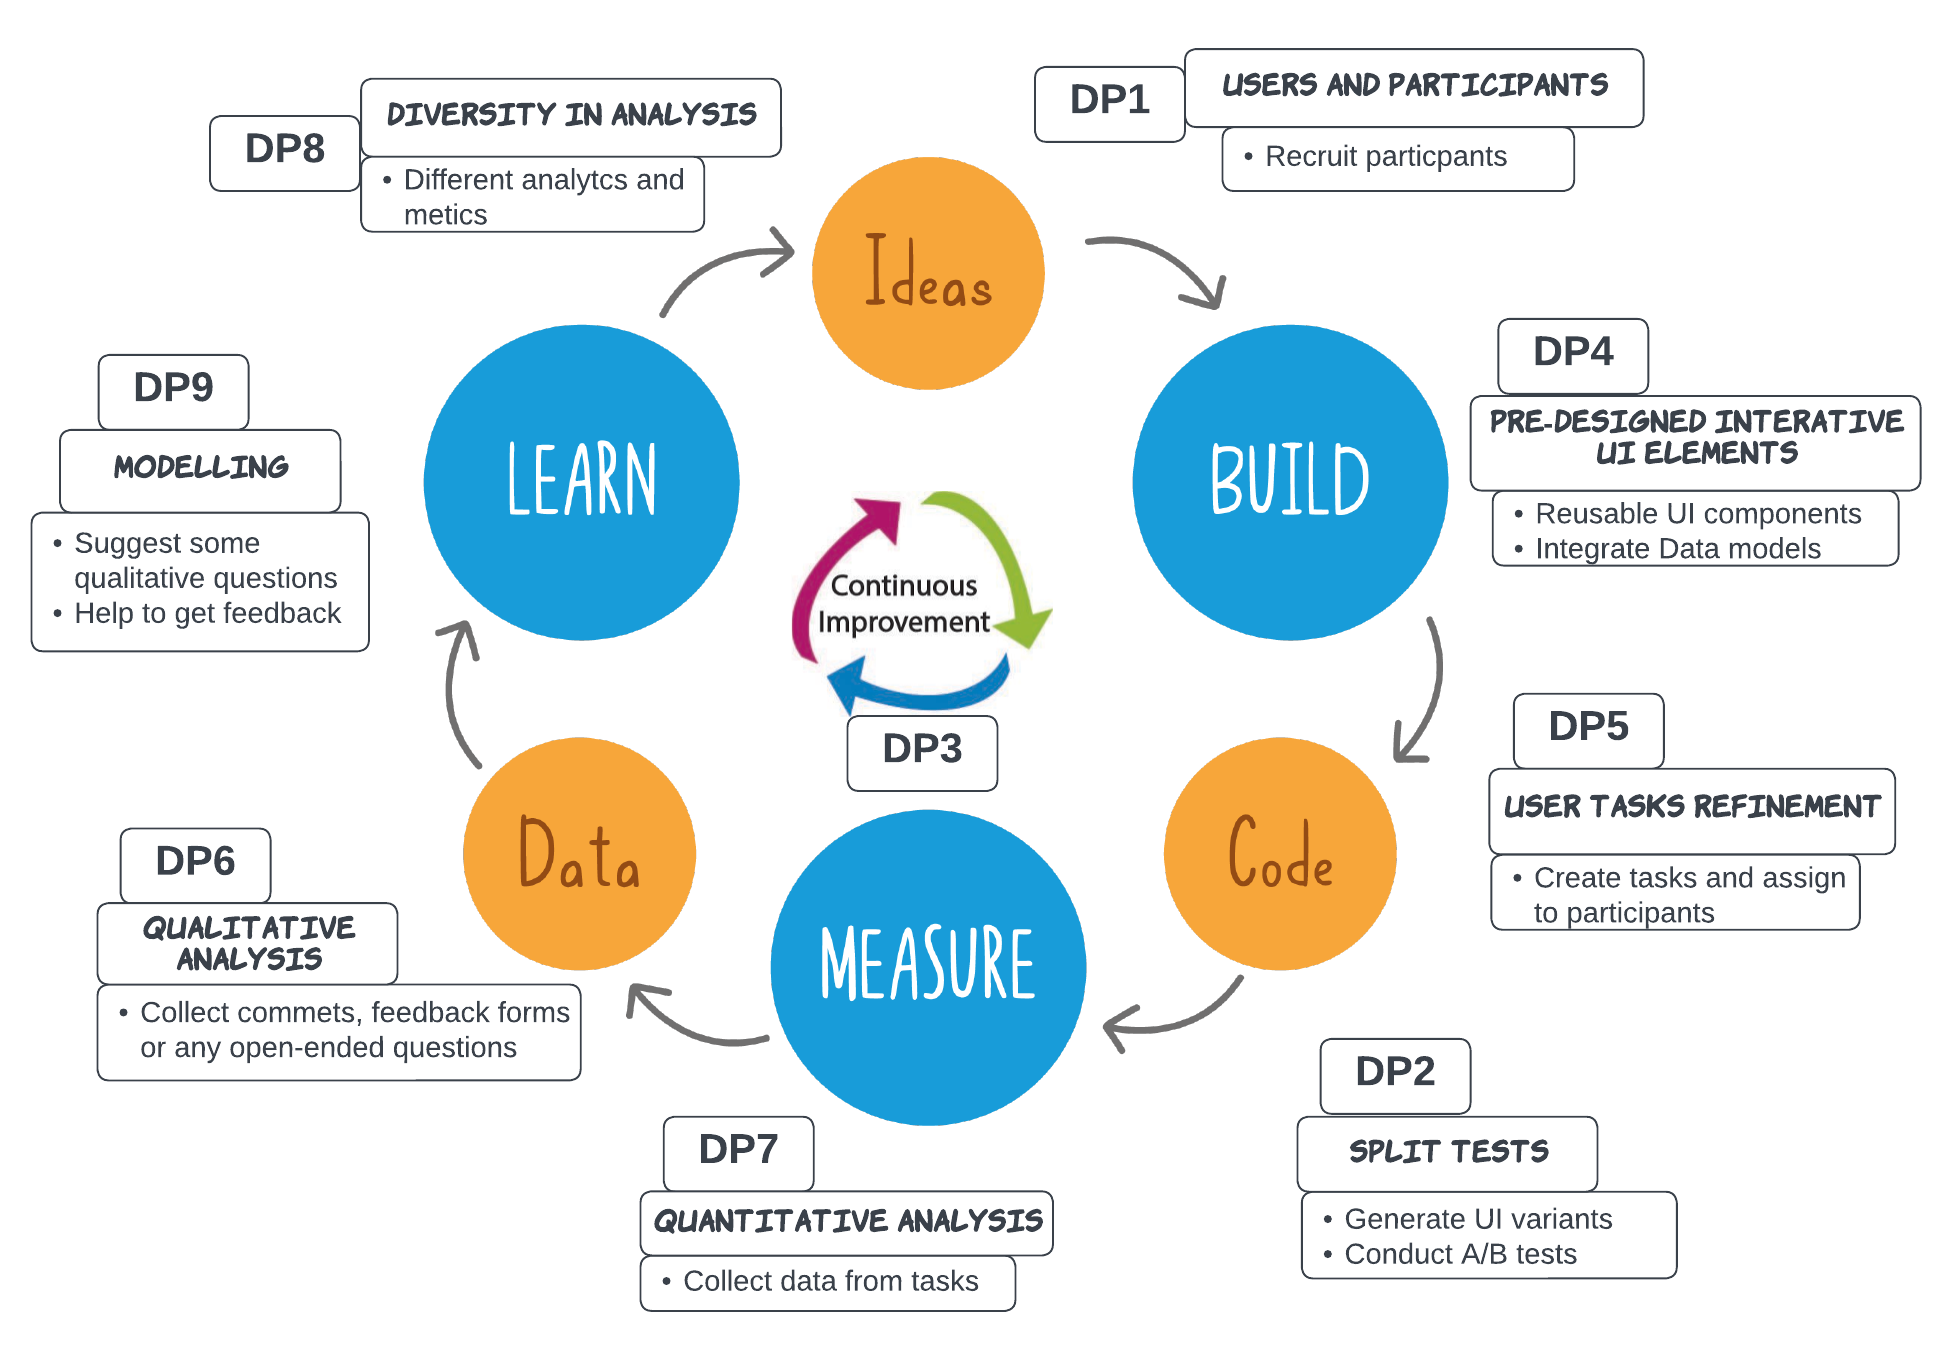 DP1
USERS AND PARTICIPANTS
• Recruit particpants
DP8
DIVERSITY IN ANALYSIS
• Different analytcs and
metics
Ideas
DP4
PRE-DESIGNED INTERATIVE
UI ELEMENTS
• Reusable UI components
• Integrate Data models
DP9
MODELLING
• Suggest some
qualitative questions
• Help to get feedback
LEARN
BUILD
Continuous
Improvement
DP3
DP5
USER TASKS REFINEMENT
• Create tasks and assign
to participants
Data
Code
DP6
QUALITATIVE
ANALYSIS
• Collect commets, feedback forms
or any open-ended questions
MEASURE
DP2
SPLIT TESTS
• Generate UI variants
• Conduct A/B tests
DP7
QUANTITATIVE ANALYSIS
• Collect data from tasks